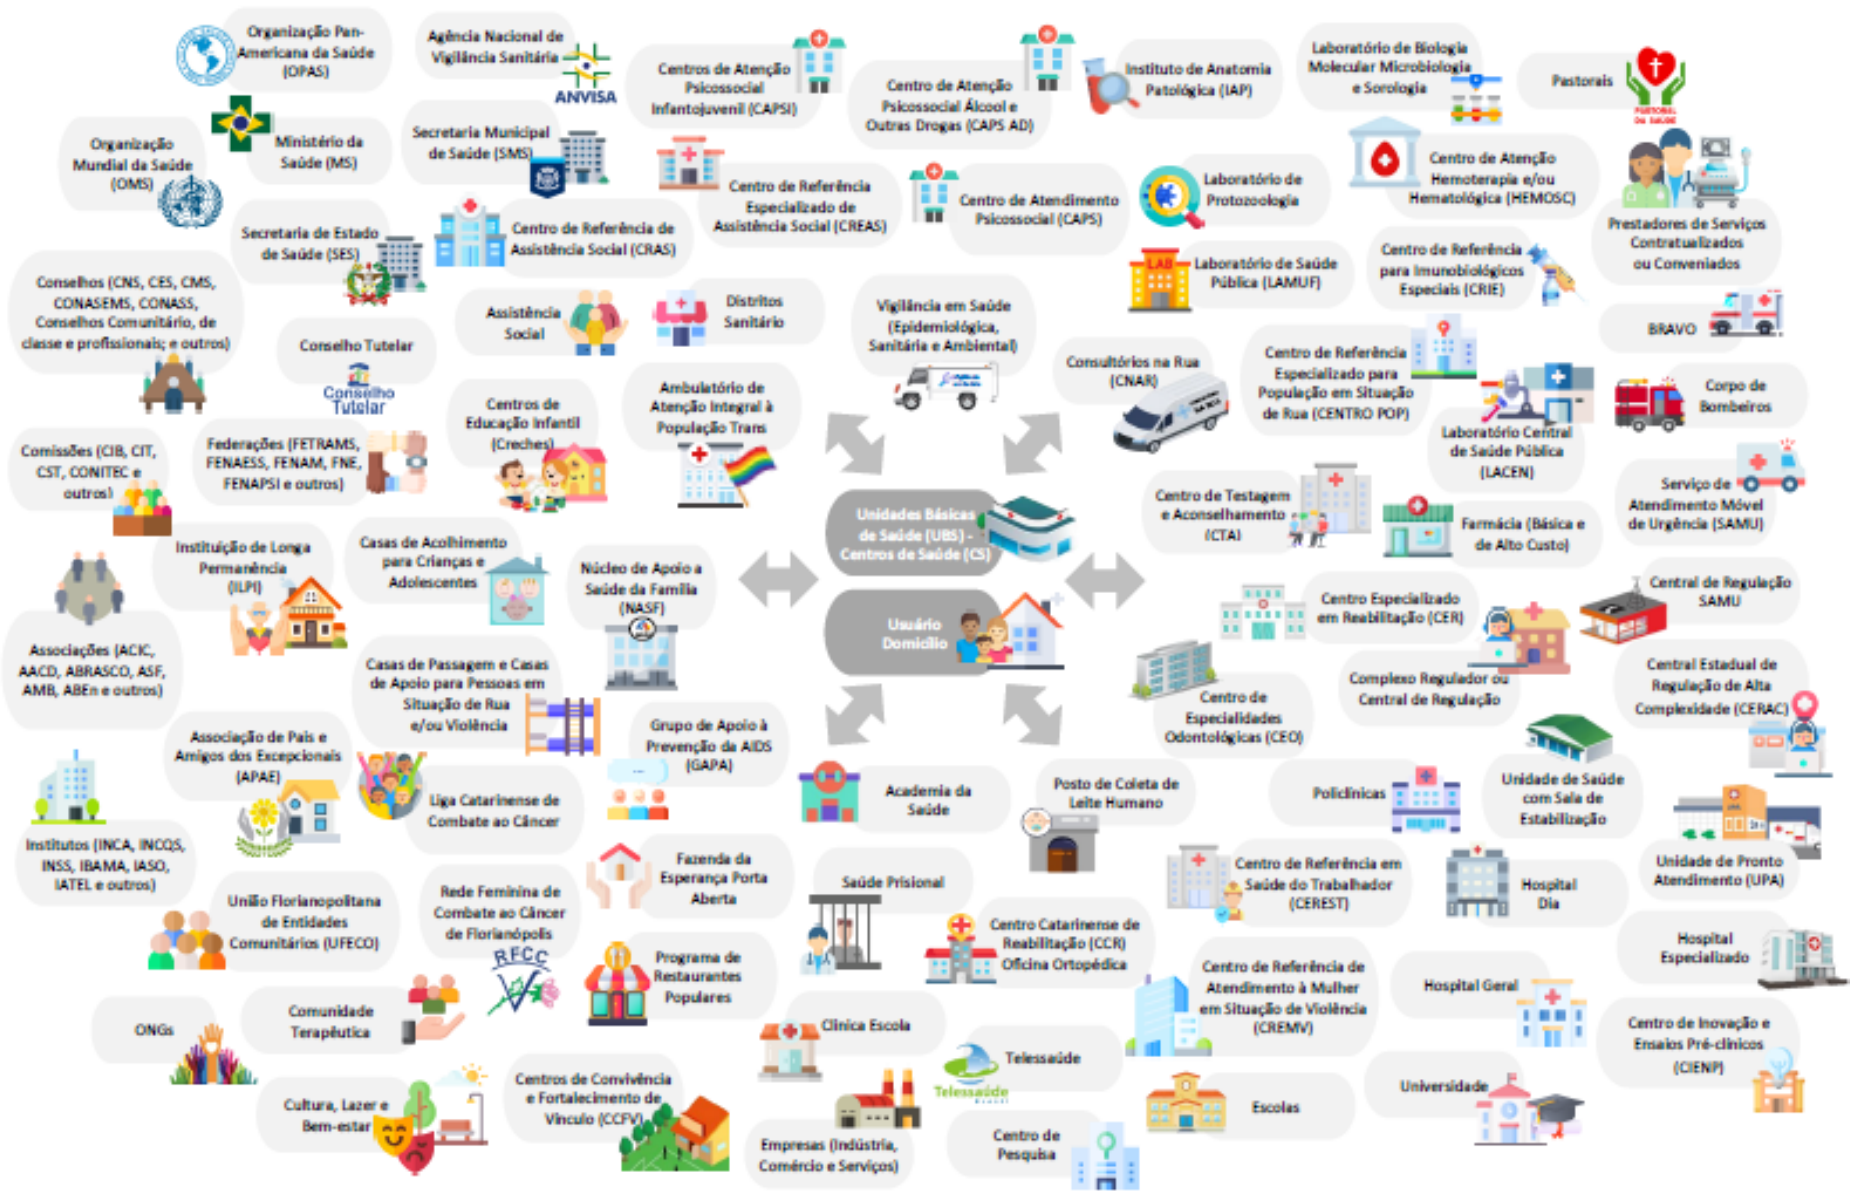 Organização Pan-
Americana da Saúde
(OPAS)
Agência Nacional de
Vigilância Sanitária
ANVISA
Centros de Atenção
Psicossocial
Infantojuvenil (CAPSI)
Centro de Atenção
Psicossocial Álcool e
Outras Drogas (CAPS AD)
Instituto de Anatomia
Patológica (IAP)
Laboratório de Biologia
Molecular Microbiologia
e Sorologia
Pastorais
PASTORAL
DA SAÚDE
Organização
Mundial da Saúde
(OMS)
Ministério da
Saúde (MS)
Secretaria Municipal
de Saúde (SMS)
Centro de Referência
Especializado de
Assistência Social (CREAS)
Centro de Atendimento
Psicossocial (CAPS)
Laboratório de
Protozoologia
Centro de Atenção
Hemoterapia e/ou
Hematológica (HEMOSC)
Prestadores de Serviços
Contratualizados
ou Conveniados
Secretaria de Estado
de Saúde (SES)
Centro de Referência de
Assistência Social (CRAS)
LAB
Laboratório de Saúde
Pública (LAMUF)
Centro de Referência
para Imunobiológicos
Especiais (CRIE)
Conselhos (CNS, CES, CMS,
CONASEMS, CONASS,
Conselhos Comunitário, de
classe e profissionais; e outros)
Conselho Tutelar
Conselho
Tutelar
Assistência
Social
Distritos
Sanitário
Vigilância em Saúde
(Epidemiológica,
Sanitária e Ambiental)
Consultórios na Rua
(CNAR)
Centro de Referência
Especializado para
População em Situação
de Rua (CENTRO POP)
BRAVO
Corpo de
Bombeiros
Comissões (CIB, CIT,
CST, CONITEC e
outros)
Federações (FETRAMS,
FENAESS, FENAM, FNE,
FENAPSI e outros)
Centros de
Educação Infantil
(Creches)
Ambulatório de
Atenção Integral à
População Trans
Laboratório Central
de Saúde Pública
(LACEN)
Serviço de
Atendimento Móvel
de Urgência (SAMU)
Unidades Básicas
de Saúde (UBS) -
Centros de Saúde (CS)
Centro de Testagem
e Aconselhamento
(CTA)
Farmácia (Básica e
de Alto Custo)
Instituição de Longa
Permanência
(ILPI)
Casas de Acolhimento
para Crianças e
Adolescentes
Núcleo de Apoio a
Saúde da Família
(NASF)
Usuário
Domicílio
Centro Especializado
em Reabilitação (CER)
Central de Regulação
SAMU
Associações (ACIC,
AACD, ABRASCO, ASF,
AMB, ABEn e outros)
Casas de Passagem e Casas
de Apoio para Pessoas em
Situação de Rua
e/ou Violência
Centro de
Especialidades
Odontológicas (CEO)
Complexo Regulador ou
Central de Regulação
Central Estadual de
Regulação de Alta
Complexidade (CERAC)
Associação de Pais e
Amigos dos Excepcionais
(APAE)
Grupo de Apoio à
Prevenção da AIDS
(GAPA)
Liga Catarinense de
Combate ao Câncer
Academia da
Saúde
Posto de Coleta de
Leite Humano
Policlínicas
Unidade de Saúde
com Sala de
Estabilização
Institutos (INCA, INCQS,
INSS, IBAMA, IASO,
IATEL e outros)
Fazenda da
Esperança Porta
Aberta
Saúde Prisional
Centro de Referência em
Saúde do Trabalhador
(CEREST)
Hospital
Dia
Unidade de Pronto
Atendimento (UPA)
União Florianopolitana
de Entidades
Comunitários (UFECO)
Rede Feminina de
Combate ao Câncer
de Florianópolis
RFCC
Programa de
Restaurantes
Populares
Centro Catarinense de
Reabilitação (CCR)
Oficina Ortopédica
Centro de Referência de
Atendimento à Mulher
em Situação de Violência
(CREMV)
Hospital Geral
Hospital
Especializado
ONGs
Comunidade
Terapêutica
Clínica Escola
Telessaúde
Telessaúde
Centro de Inovação e
Ensaios Pré-clínicos
(CIENP)
Cultura, Lazer e
Bem-estar
Centros de Convivência
e Fortalecimento de
Vínculo (CCFV)
Empresas (Indústria,
Comércio e Serviços)
Centro de
Pesquisa
Escolas
Universidade